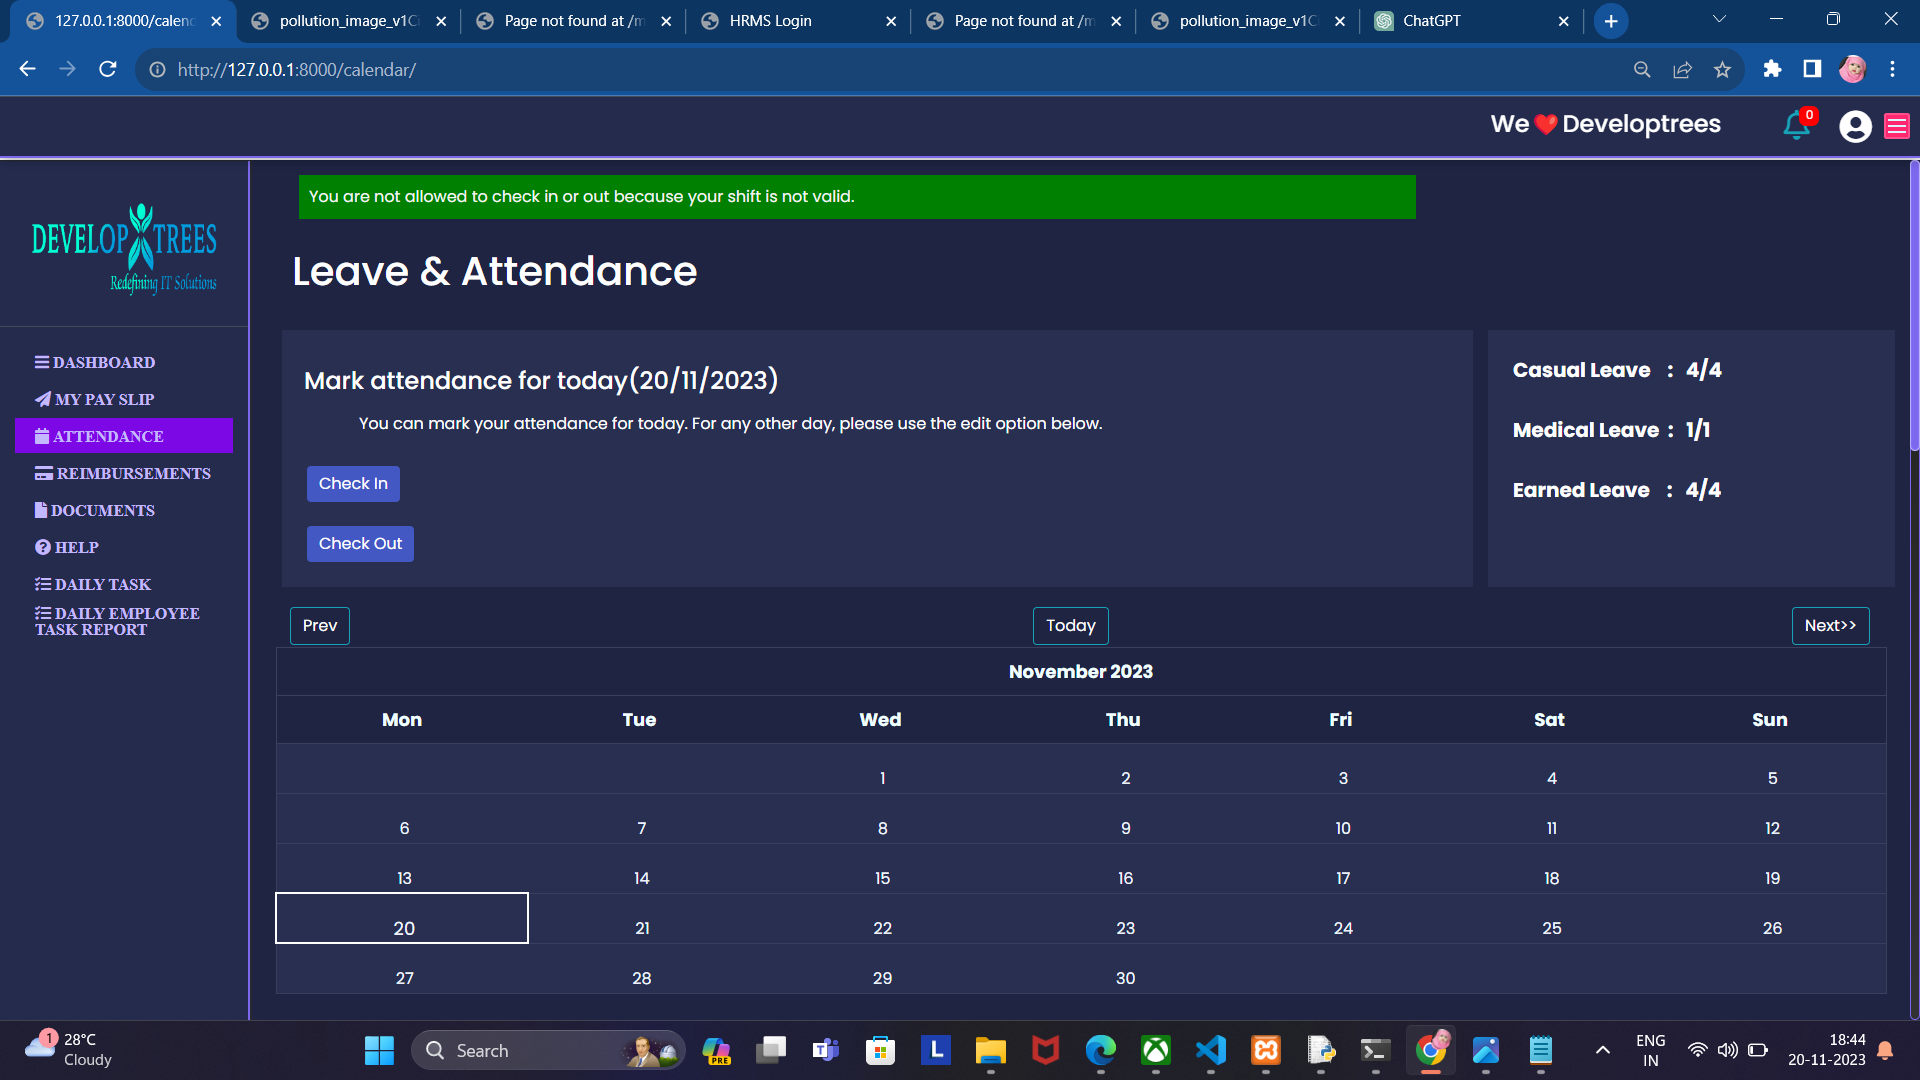 127.0.0.1:8000/calen
pollution_image_v1C
Page not found at /m
HRMS Login
Page not found at /m
pollution_image_v1C
ChatGPT
http://127.0.0.1:8000/calendar/
We ❤️ Developtrees
0
You are not allowed to check in or out because your shift is not valid.
DEVELOP TREES
Redefining IT Solutions
Leave & Attendance
DASHBOARD
MY PAY SLIP
ATTENDANCE
REIMBURSEMENTS
DOCUMENTS
HELP
DAILY TASK
DAILY EMPLOYEE
TASK REPORT
Mark attendance for today(20/11/2023)
You can mark your attendance for today. For any other day, please use the edit option below.
Check In
Check Out
Casual Leave : 4/4
Medical Leave : 1/1
Earned Leave : 4/4
Prev Today Next>>
November 2023
Mon Tue Wed Thu Fri Sat Sun
1 2 3 4 5
6 7 8 9 10 11 12
13 14 15 16 17 18 19
20 21 22 23 24 25 26
27 28 29 30
1
28°C
Cloudy
Search
PRE
L
ENG
IN
18:44
20-11-2023